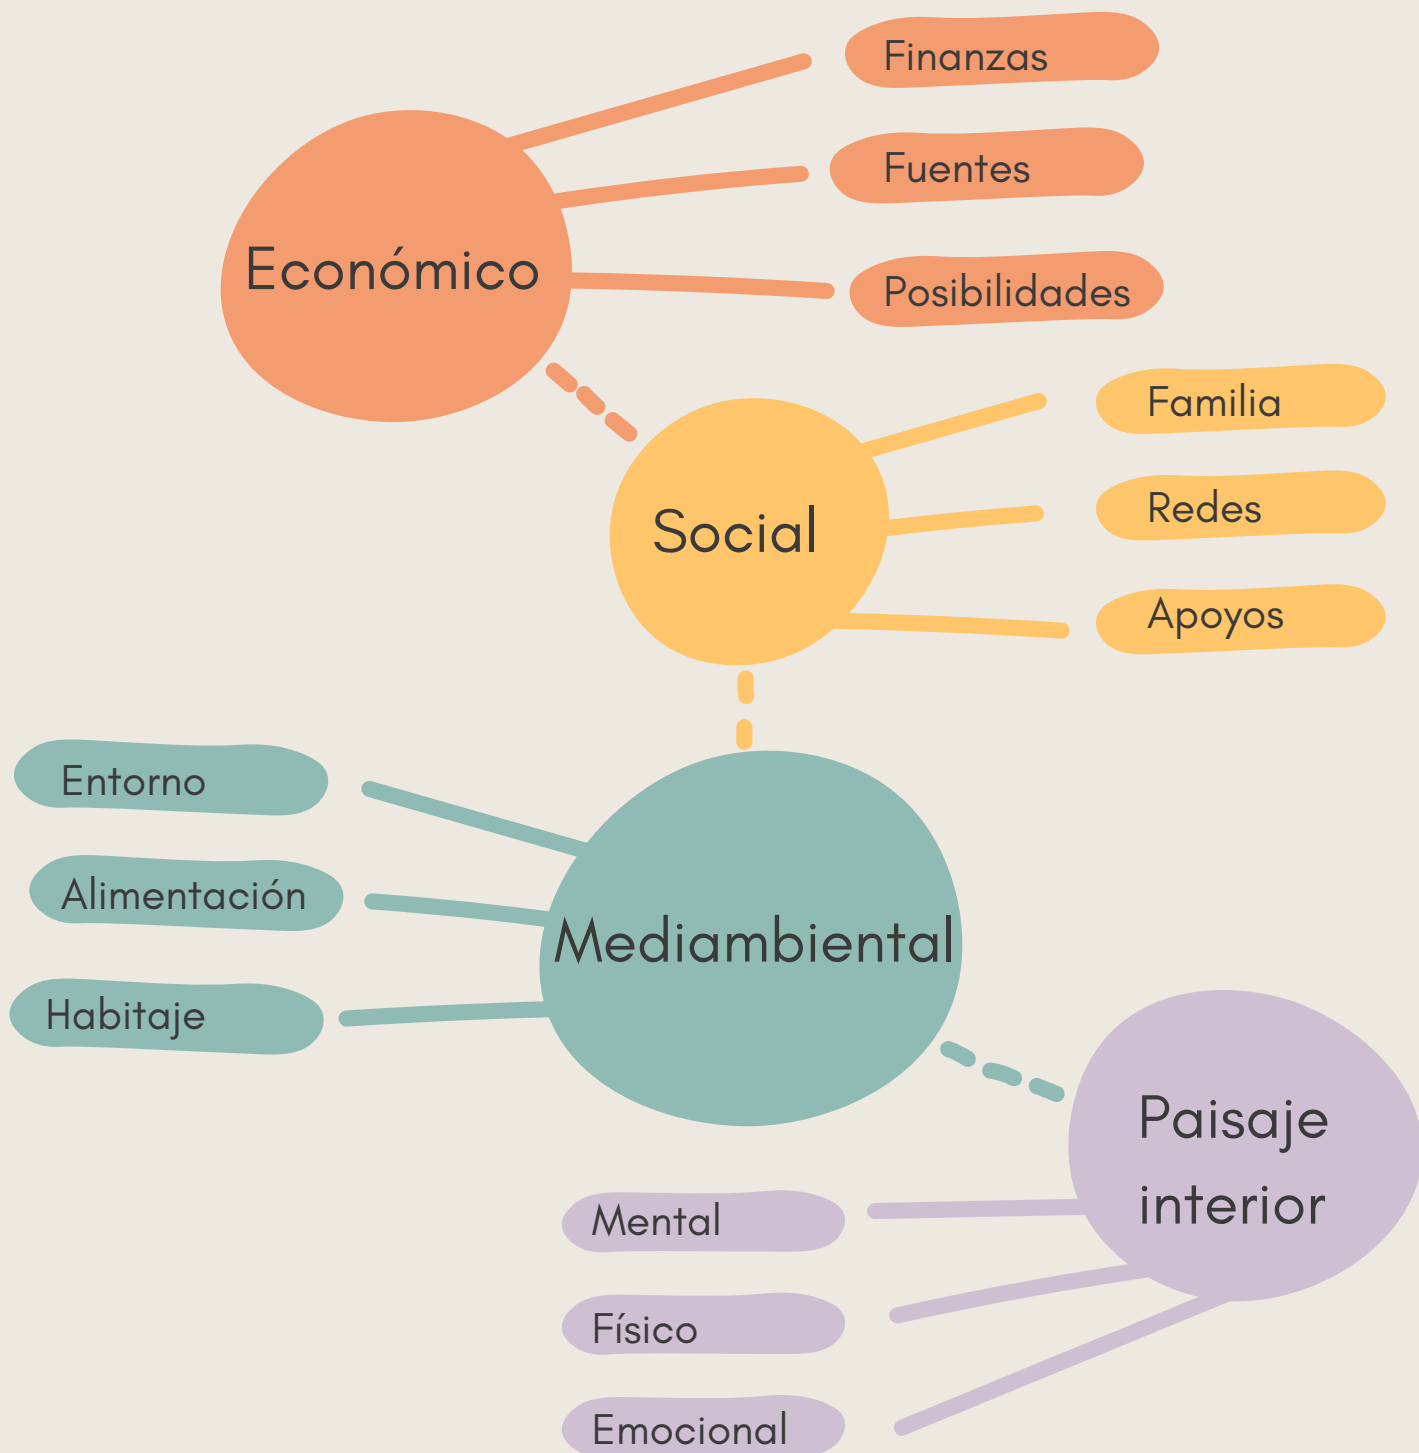 Finanzas
Fuentes
Económico
Posibilidades
Familia
Redes
Social
Apoyos
Entorno
Alimentación
Mediambiental
Habitaje
Paisaje
interior
Mental
Físico
Emocional